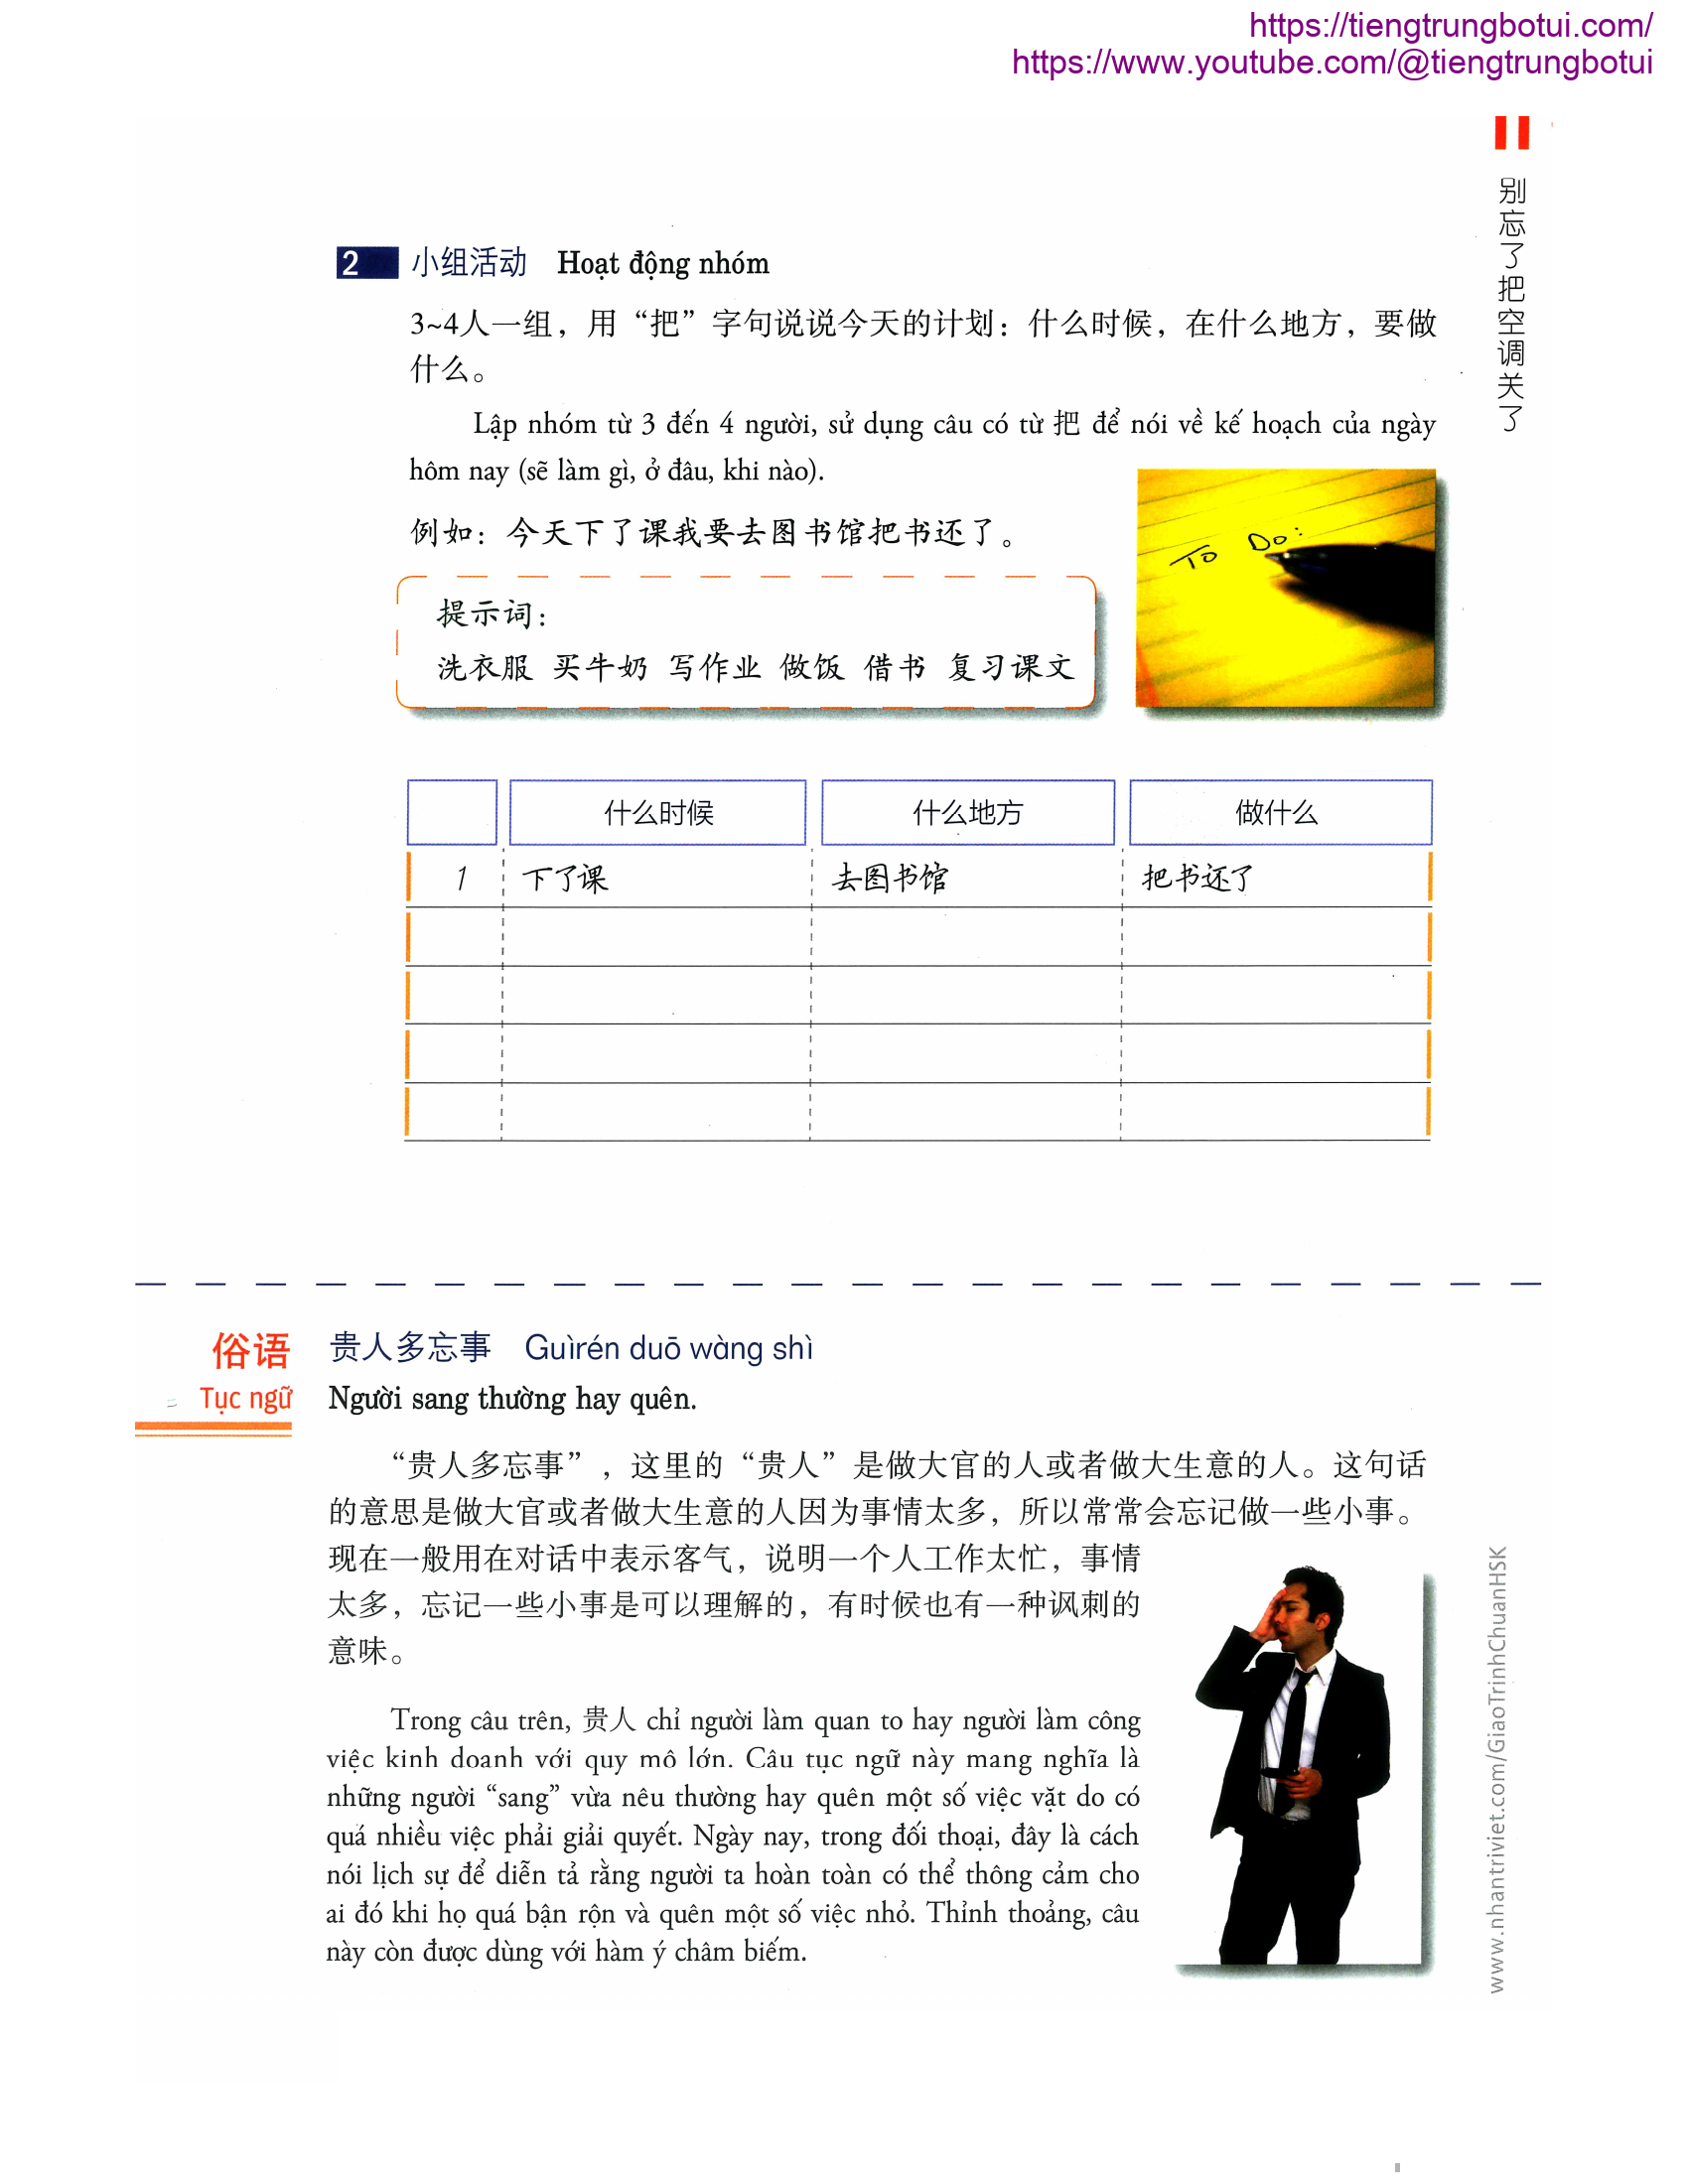 https://tiengtrungbotui.com/
https://www.youtube.com/@tiengtrungbotui
11
别忘了把空调关了
2 小组活动 Hoạt động nhóm
3~4人一组，用“把”字句说说今天的计划：什么时候，在什么地方，要做
什么。
Lập nhóm từ 3 đến 4 người, sử dụng câu có từ 把 để nói về kế hoạch của ngày
hôm nay (sẽ làm gì, ở đâu, khi nào).
例如：今天下了课我要去图书馆把书还了。
To Do:
提示词：
洗衣服 买牛奶 写作业 做饭 借书 复习课文
什么时候 什么地方 做什么
1 下了课 去图书馆 把书还了
俗语 贵人多忘事 Guìrén duō wàng shì
Tục ngữ Người sang thường hay quên.
“贵人多忘事”，这里的“贵人”是做大官的人或者做大生意的人。这句话
的意思是做大官或者做大生意的人因为事情太多，所以常常会忘记做一些小事。
现在一般用在对话中表示客气，说明一个人工作太忙，事情
太多，忘记一些小事是可以理解的，有时候也有一种讽刺的
意味。
Trong câu trên, 贵人 chỉ người làm quan to hay người làm công
việc kinh doanh với quy mô lớn. Câu tục ngữ này mang nghĩa là
những người “sang” vừa nêu thường hay quên một số việc vặt do có
quá nhiều việc phải giải quyết. Ngày nay, trong đối thoại, đây là cách
nói lịch sự để diễn tả rằng người ta hoàn toàn có thể thông cảm cho
ai đó khi họ quá bận rộn và quên một số việc nhỏ. Thỉnh thoảng, câu
này còn được dùng với hàm ý châm biếm.
www.nhantriviet.com/GiaoTrinhChuanHSK